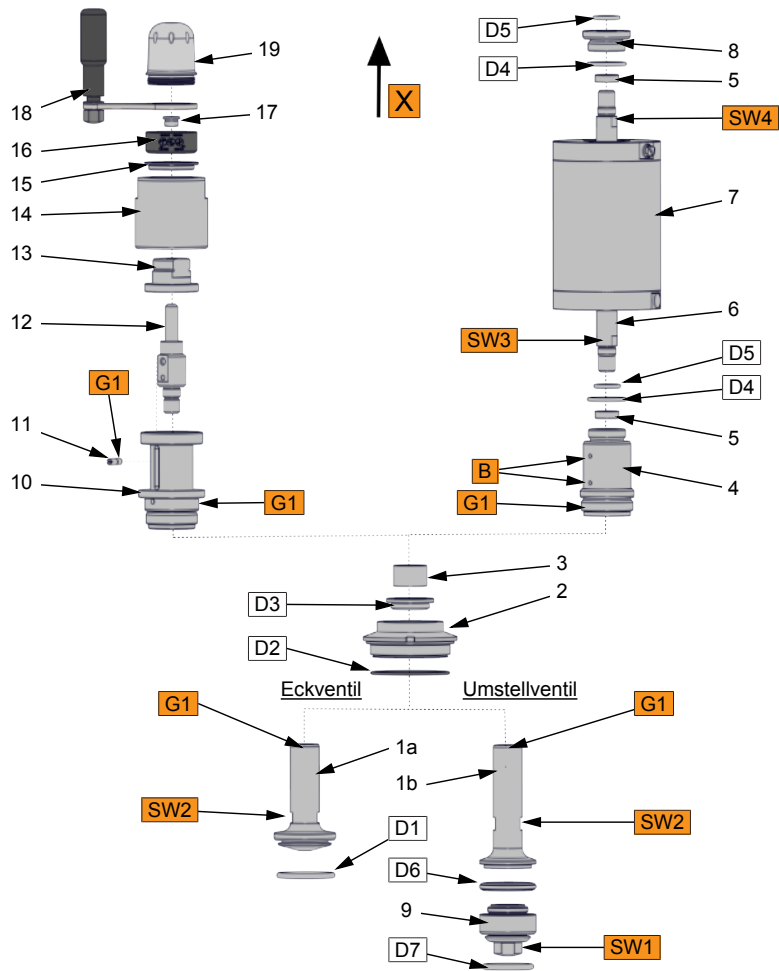 D5
19
8
D4
5
18
X
17
SW4
16
15
14
7
13
6
12
SW3
D5
G1
D4
11
5
B
10
G1
G1
4
3
D3
2
D2
Eckventil
Umstellventil
G1
G1
1a
1b
SW2
SW2
D1
D6
9
SW1
D7